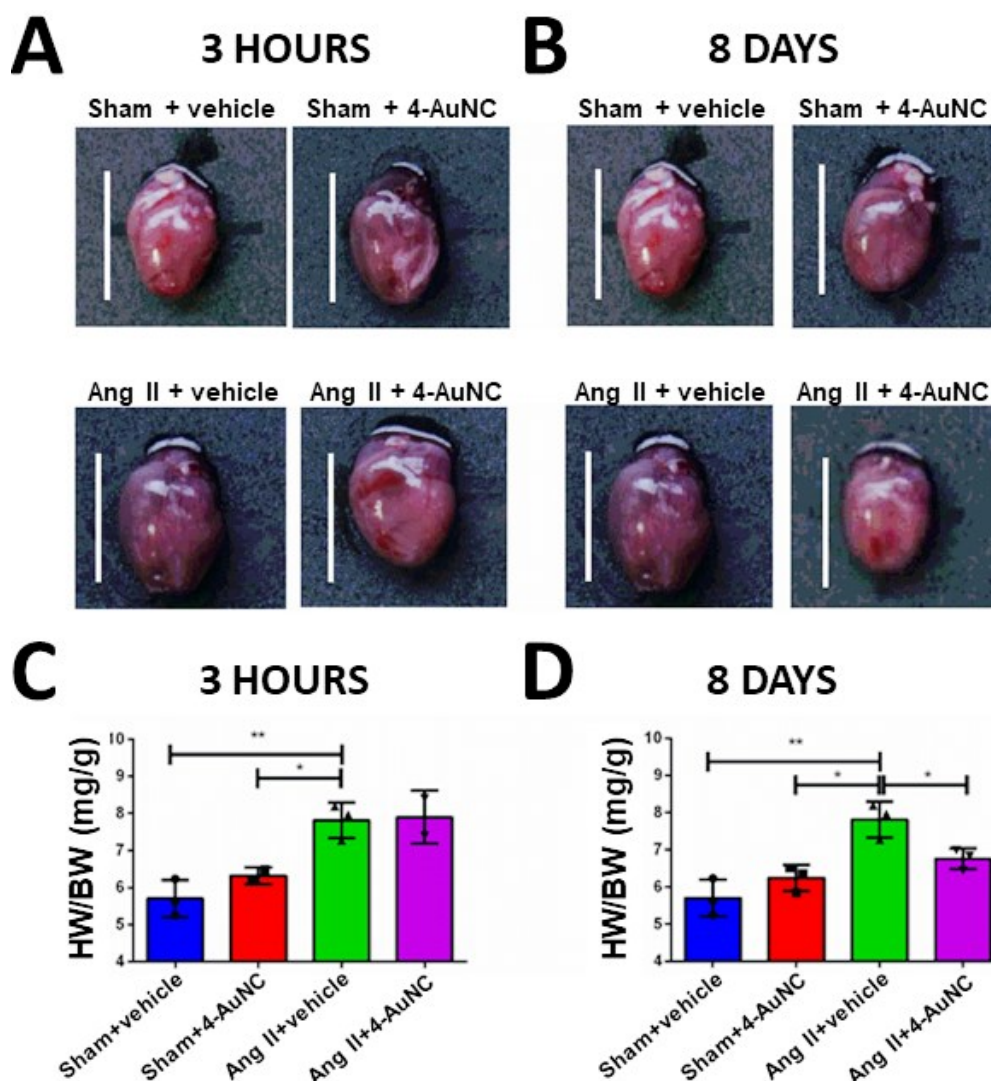 A 3 HOURS
B 8 DAYS
Sham + vehicle Sham + 4-AuNC
Sham + vehicle Sham + 4-AuNC
Ang II + vehicle Ang II + 4-AuNC
Ang II + vehicle Ang II + 4-AuNC
C 3 HOURS
HW/BW (mg/g)
10
9
8
7
6
5
4
**
*
Sham+vehicle
Sham+4-AuNC
Ang II+vehicle
Ang II+4-AuNC
D 8 DAYS
HW/BW (mg/g)
10
9
8
7
6
5
4
**
*
*
Sham+vehicle
Sham+4-AuNC
Ang II+vehicle
Ang II+4-AuNC